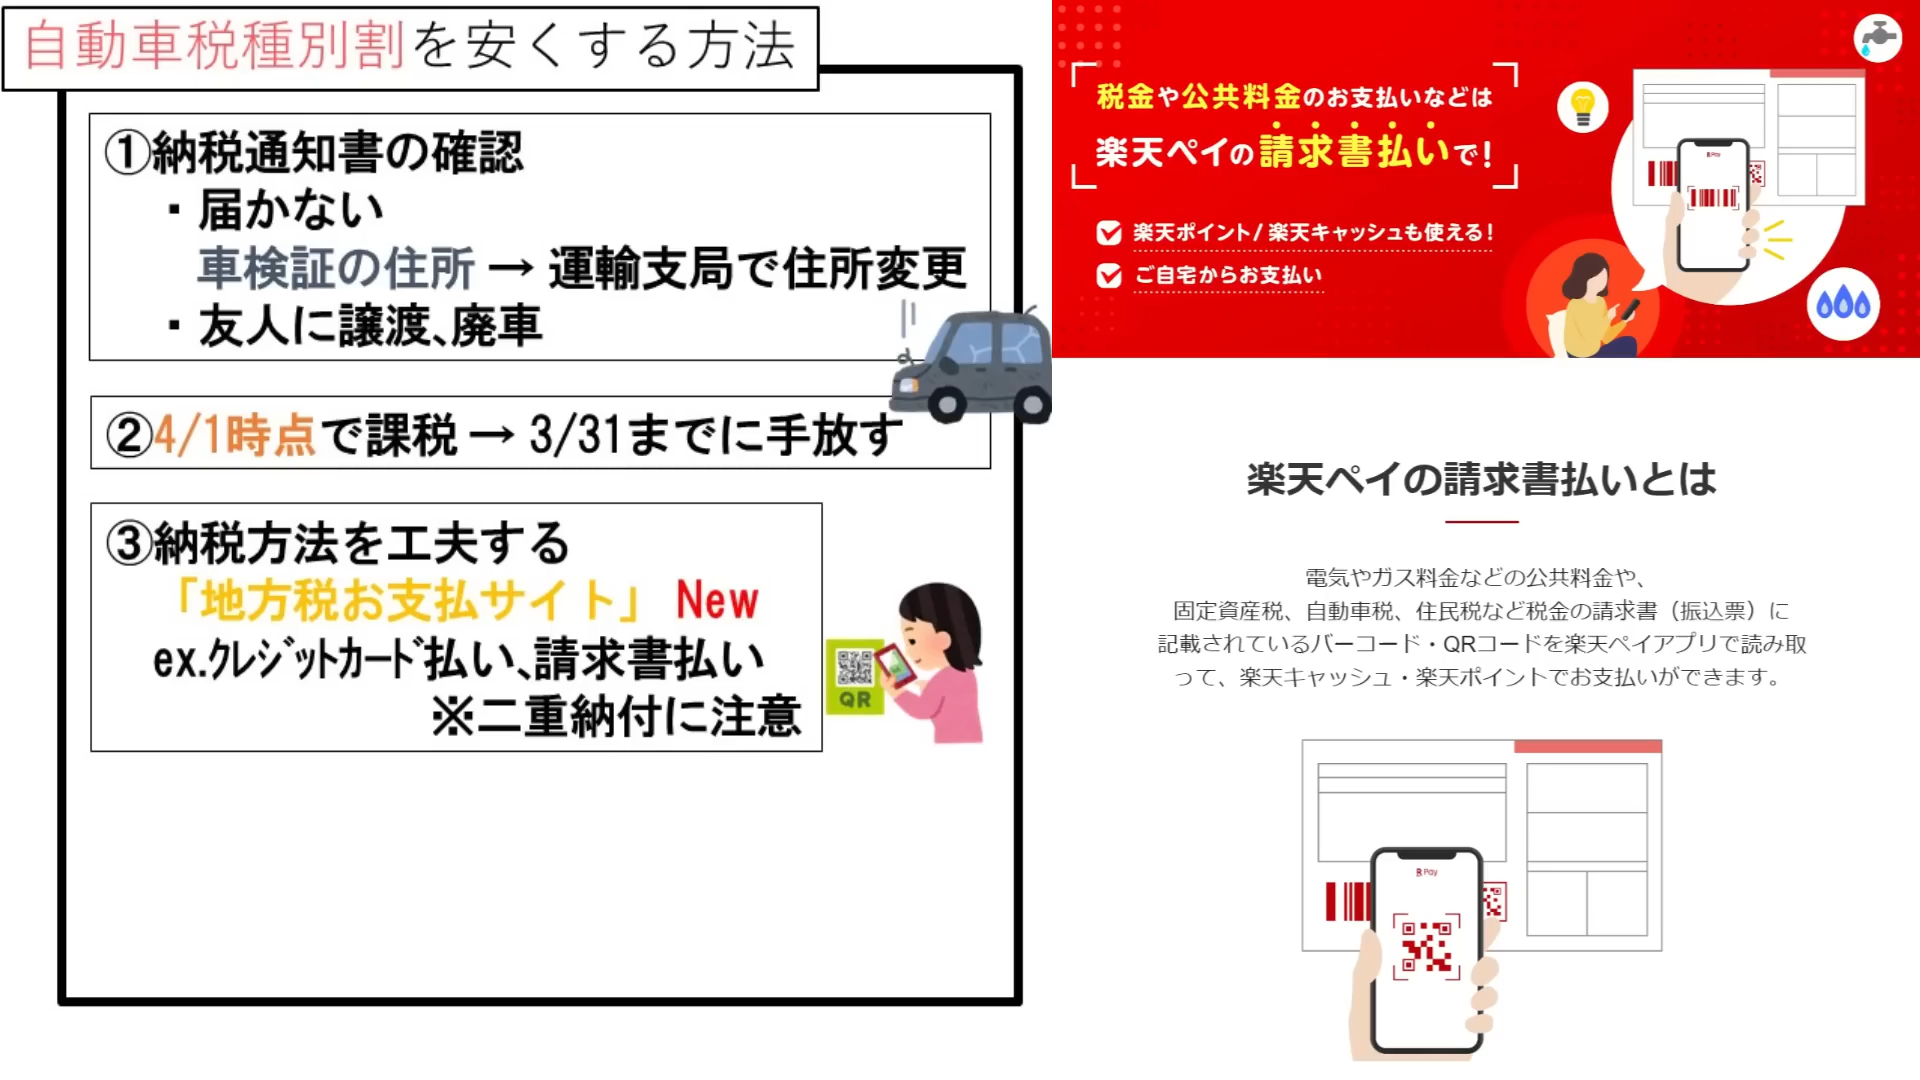 自動車税種別割を安くする方法
①納税通知書の確認
・届かない
車検証の住所 → 運輸支局で住所変更
・友人に譲渡、廃車
②4/1時点で課税 → 3/31までに手放す
③納税方法を工夫する
「地方税お支払サイト」 New
ex.ｸﾚｼﾞｯﾄｶｰﾄﾞ払い、請求書払い
※二重納付に注意
QR
税金や公共料金のお支払いなどは
楽天ペイの請求書払いで!
楽天ポイント/楽天キャッシュも使える!
ご自宅からお支払い
R Pay
楽天ペイの請求書払いとは
電気やガス料金などの公共料金や、
固定資産税、自動車税、住民税など税金の請求書（振込票）に
記載されているバーコード・QRコードを楽天ペイアプリで読み取
って、楽天キャッシュ・楽天ポイントでお支払いができます。
R Pay